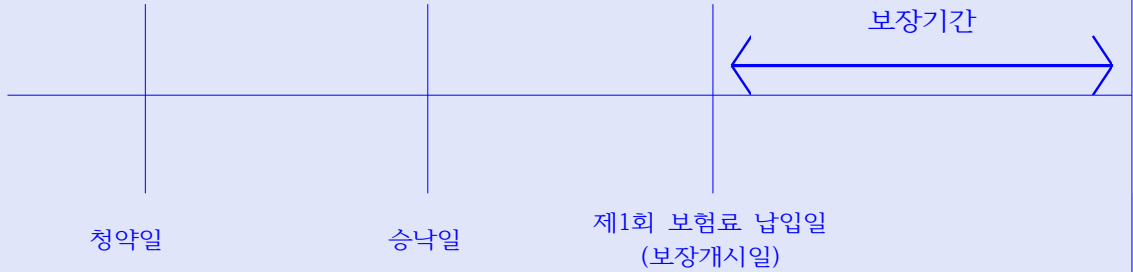 보장기간
청약일
승낙일
제1회 보험료 납입일
(보장개시일)